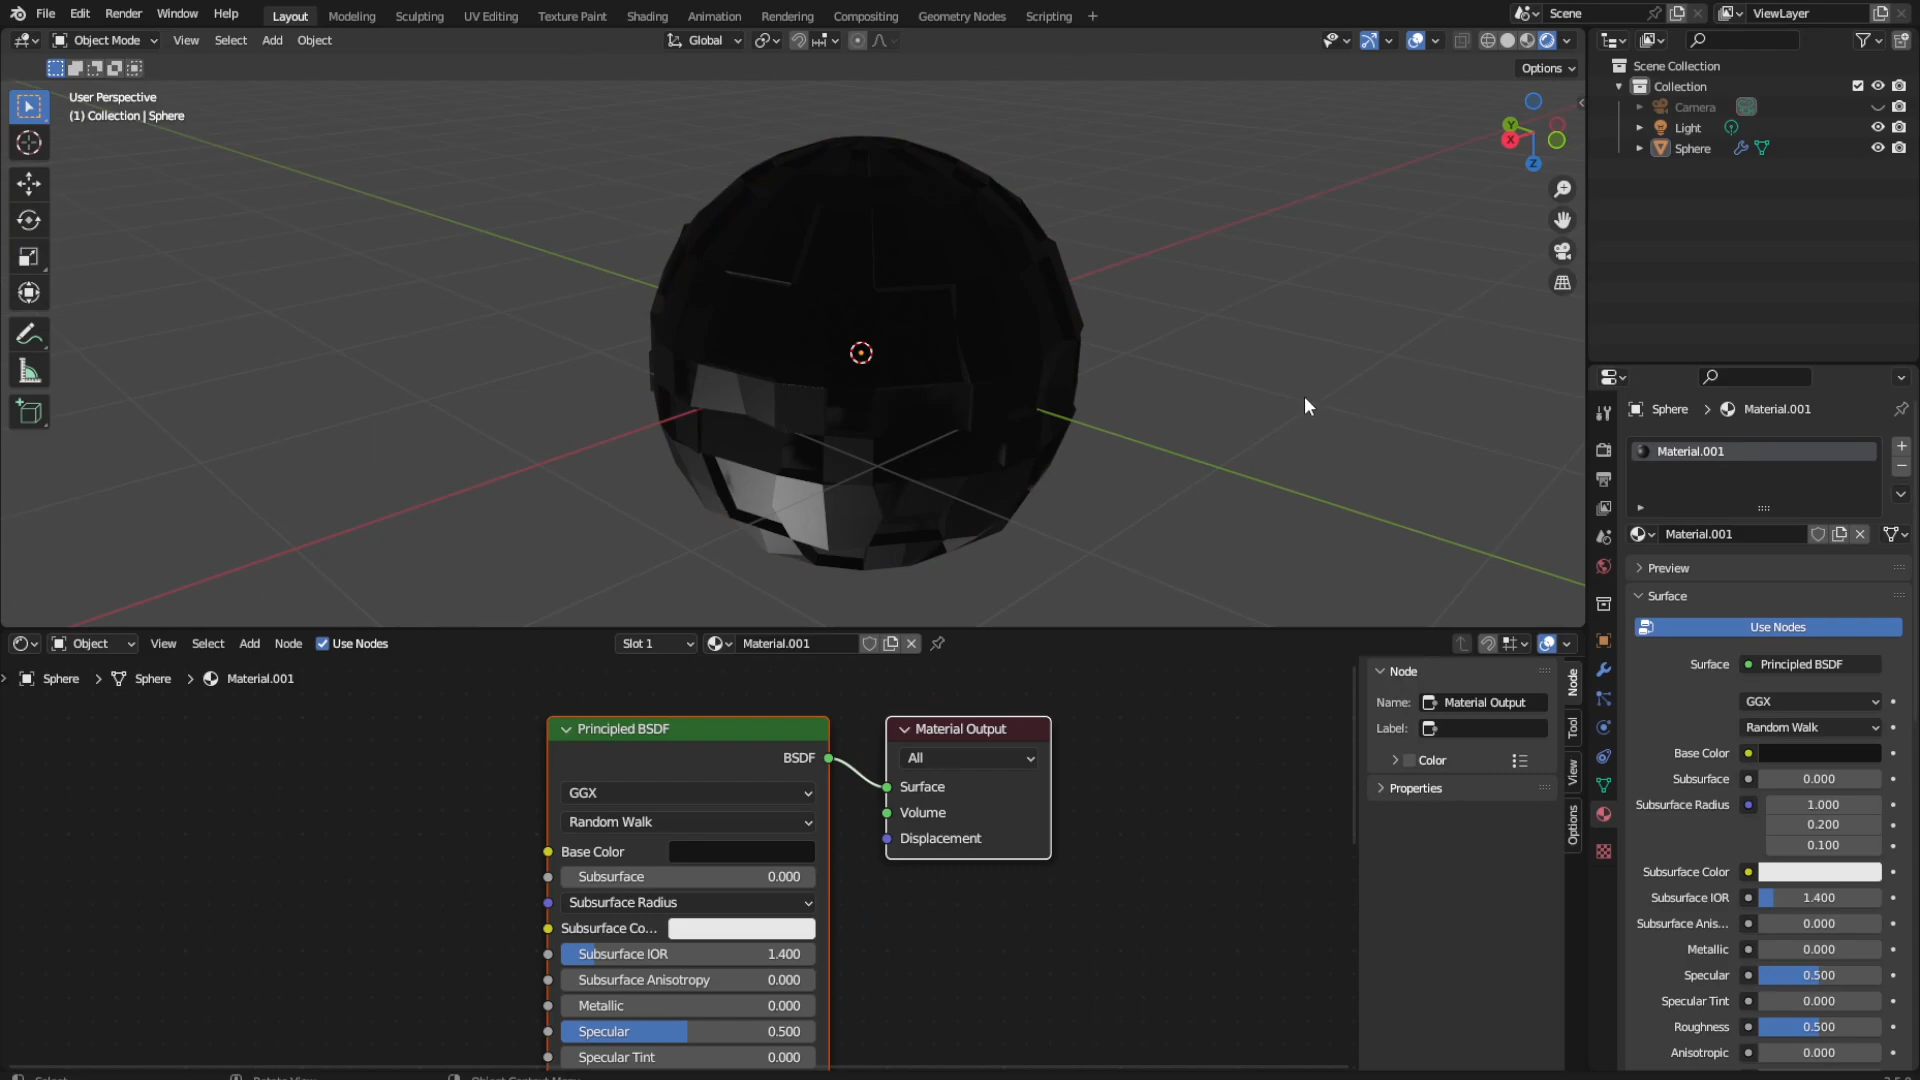 File Edit Render Window Help Layout Modeling Sculpting UV Editing Texture Paint Shading Animation Rendering Compositing Geometry Nodes Scripting + Scene ViewLayer
Object Mode View Select Add Object Global
Options
User Perspective
(1) Collection | Sphere
Y
X
Z
Scene Collection
Collection
Camera
Light
Sphere
Sphere > Material.001
Material.001
Material.001
Preview
Surface
Use Nodes
Surface Principled BSDF
GGX
Random Walk
Base Color
Subsurface 0.000
Subsurface Radius 1.000
0.200
0.100
Subsurface Color
Subsurface IOR 1.400
Subsurface Anis... 0.000
Metallic 0.000
Specular 0.500
Specular Tint 0.000
Roughness 0.500
Anisotropic 0.000
Object View Select Add Node Use Nodes Slot 1 Material.001
Sphere > Sphere > Material.001
Principled BSDF
BSDF
GGX
Random Walk
Base Color
Subsurface 0.000
Subsurface Radius
Subsurface Co...
Subsurface IOR 1.400
Subsurface Anisotropy 0.000
Metallic 0.000
Specular 0.500
Specular Tint 0.000
Material Output
All
Surface
Volume
Displacement
Node
Name: Material Output
Label:
Color
Properties
Node
Tool
View
Options